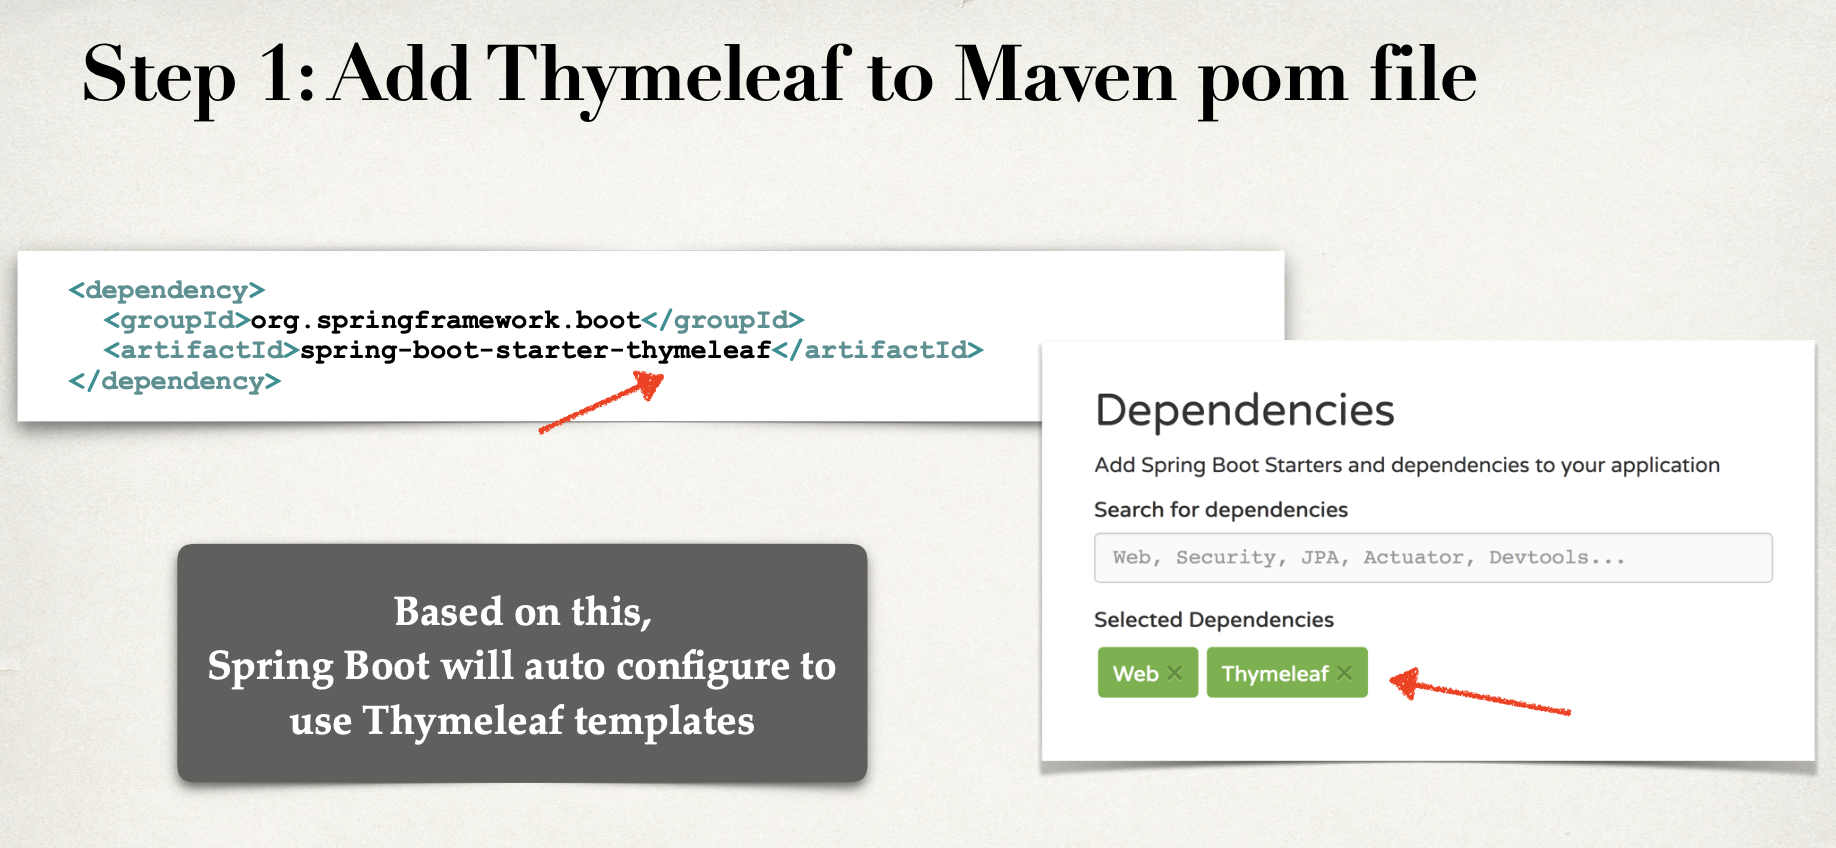 Step 1: Add Thymeleaf to Maven pom file
<dependency>
<groupId>org.springframework.boot</groupId>
<artifactId>spring-boot-starter-thymeleaf</artifactId>
</dependency>
Based on this,
Spring Boot will auto configure to
use Thymeleaf templates
Dependencies
Add Spring Boot Starters and dependencies to your application
Search for dependencies
Web, Security, JPA, Actuator, Devtools...
Selected Dependencies
Web × Thymeleaf ×